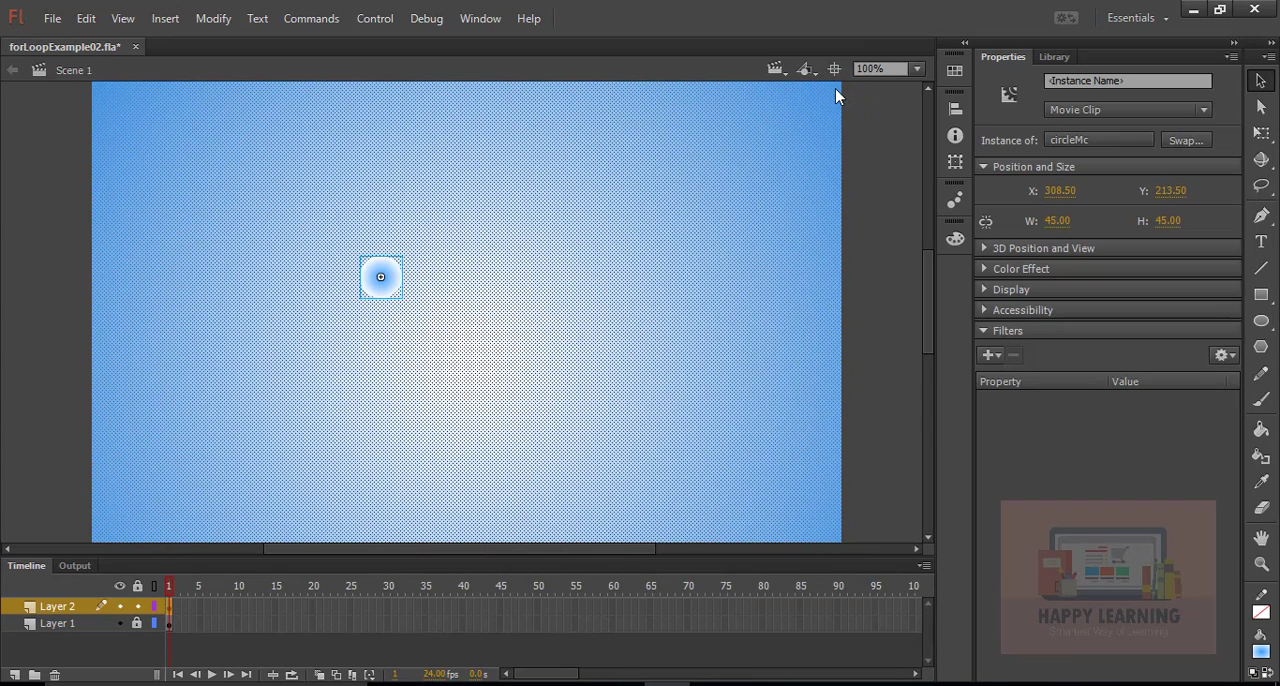 Fl File Edit View Insert Modify Text Commands Control Debug Window Help Essentials
forLoopExample02.fla* ×
Scene 1 100%
Properties Library
‹Instance Name›
Movie Clip
Instance of: circleMc Swap...
Position and Size
X: 308.50 Y: 213.50
W: 45.00 H: 45.00
3D Position and View
Color Effect
Display
Accessibility
Filters
Property Value
HAPPY LEARNING
Smartest Way of Learning
Timeline Output
1 5 10 15 20 25 30 35 40 45 50 55 60 65 70 75 80 85 90 95 10
Layer 2
Layer 1
1 24.00 fps 0.0 s